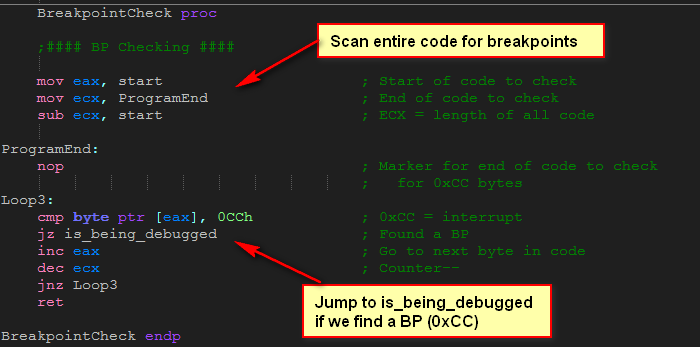 BreakpointCheck proc
;#### BP Checking ####
Scan entire code for breakpoints
mov eax, start ; Start of code to check
mov ecx, ProgramEnd ; End of code to check
sub ecx, start ; ECX = length of all code
ProgramEnd:
nop ; Marker for end of code to check
; for 0xCC bytes
Loop3:
cmp byte ptr [eax], 0CCh ; 0xCC = interrupt
jz is_being_debugged ; Found a BP
inc eax ; Go to next byte in code
dec ecx ; Counter--
jnz Loop3
ret
Jump to is_being_debugged
if we find a BP (0xCC)
BreakpointCheck endp